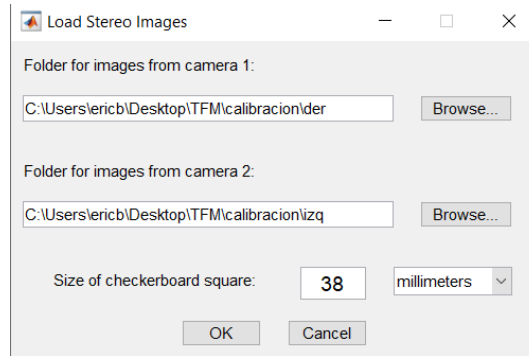 Load Stereo Images
Folder for images from camera 1:
C:\Users\ericb\Desktop\TFM\calibracion\der
Browse...
Folder for images from camera 2:
C:\Users\ericb\Desktop\TFM\calibracion\izq
Browse...
Size of checkerboard square: 38 millimeters
OK Cancel